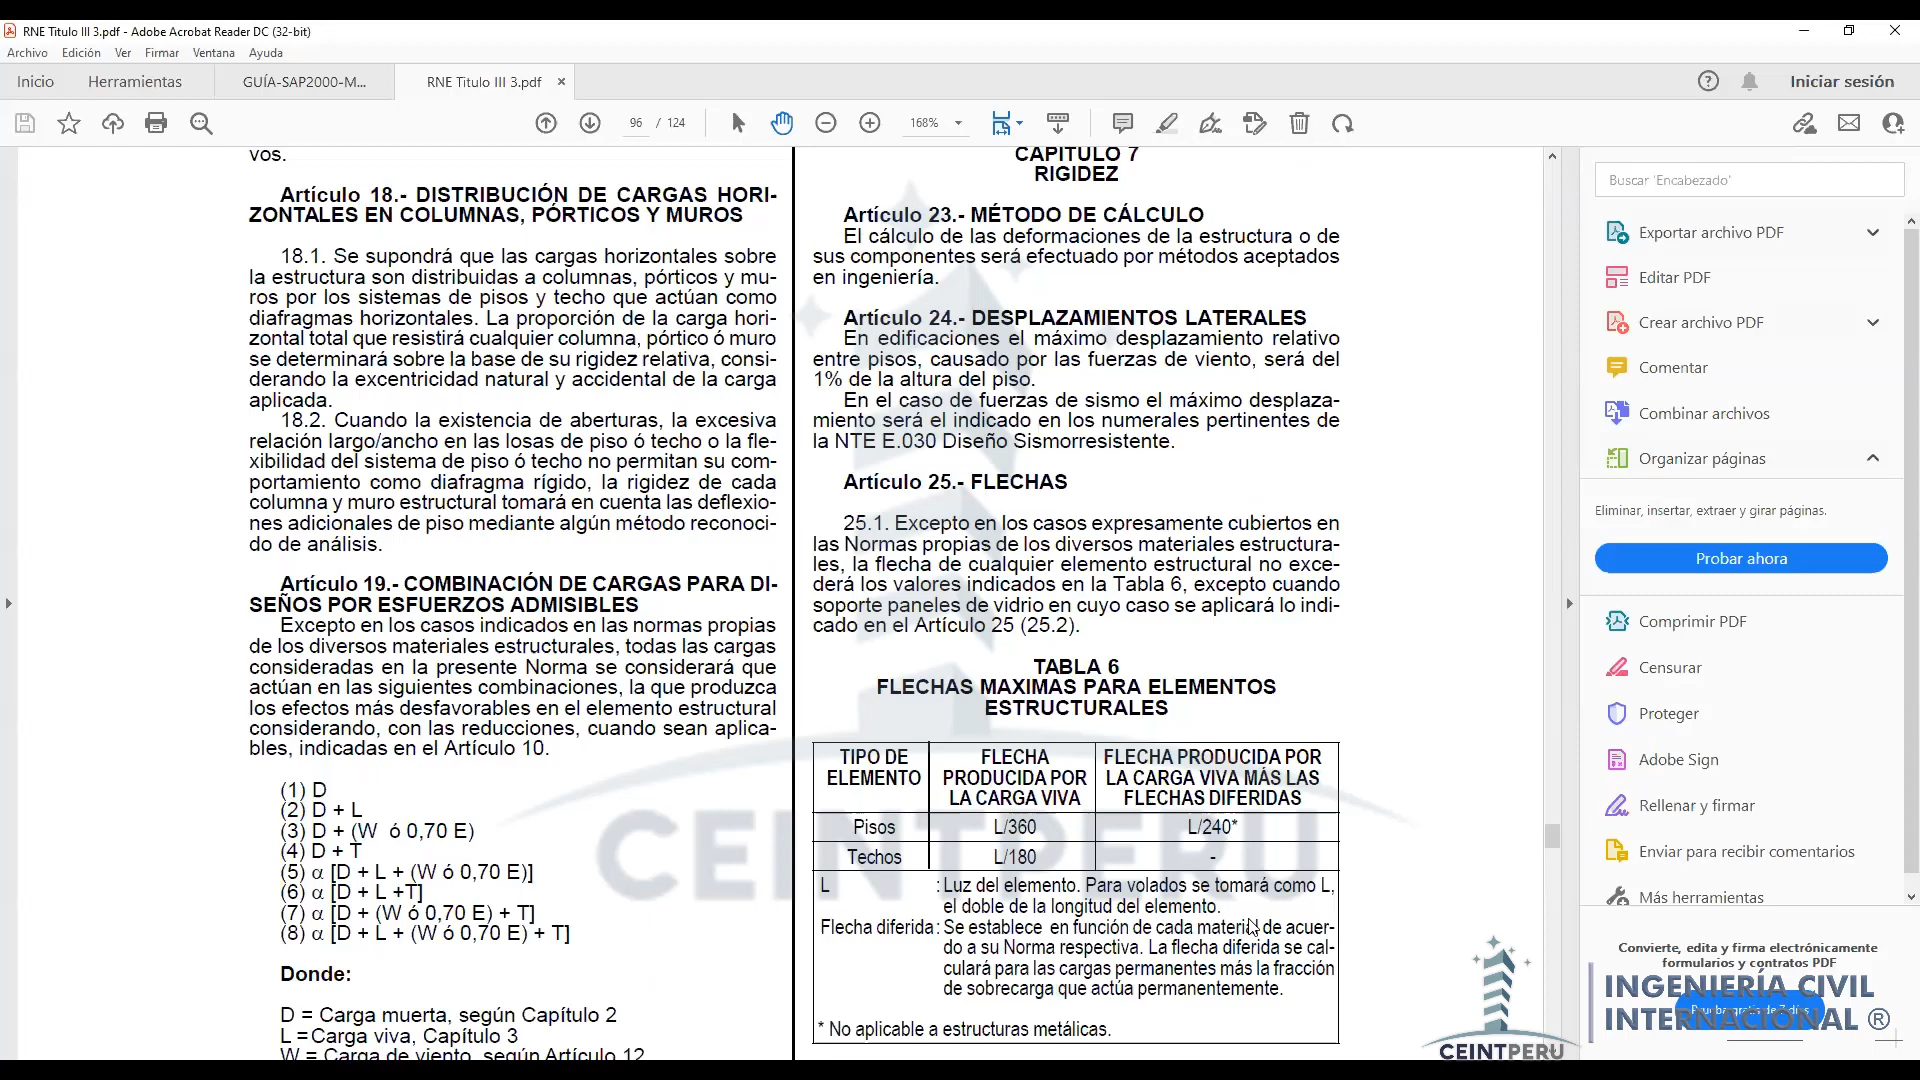 RNE Titulo III 3.pdf - Adobe Acrobat Reader DC (32-bit)
Archivo Edición Ver Firmar Ventana Ayuda
Inicio Herramientas GUÍA-SAP2000-M... RNE Titulo III 3.pdf × Iniciar sesión
96 / 124 168%
vos.
Artículo 18.- DISTRIBUCIÓN DE CARGAS HORI-
ZONTALES EN COLUMNAS, PÓRTICOS Y MUROS
18.1. Se supondrá que las cargas horizontales sobre
la estructura son distribuidas a columnas, pórticos y mu-
ros por los sistemas de pisos y techo que actúan como
diafragmas horizontales. La proporción de la carga hori-
zontal total que resistirá cualquier columna, pórtico ó muro
se determinará sobre la base de su rigidez relativa, consi-
derando la excentricidad natural y accidental de la carga
aplicada.
18.2. Cuando la existencia de aberturas, la excesiva
relación largo/ancho en las losas de piso ó techo o la fle-
xibilidad del sistema de piso ó techo no permitan su com-
portamiento como diafragma rígido, la rigidez de cada
columna y muro estructural tomará en cuenta las deflexio-
nes adicionales de piso mediante algún método reconoci-
do de análisis.
Artículo 19.- COMBINACIÓN DE CARGAS PARA DI-
SEÑOS POR ESFUERZOS ADMISIBLES
Excepto en los casos indicados en las normas propias
de los diversos materiales estructurales, todas las cargas
consideradas en la presente Norma se considerará que
actúan en las siguientes combinaciones, la que produzca
los efectos más desfavorables en el elemento estructural
considerando, con las reducciones, cuando sean aplica-
bles, indicadas en el Artículo 10.
(1) D
(2) D + L
(3) D + (W ó 0,70 E)
(4) D + T
(5) α [D + L + (W ó 0,70 E)]
(6) α [D + L +T]
(7) α [D + (W ó 0,70 E) + T]
(8) α [D + L + (W ó 0,70 E) + T]
Donde:
D = Carga muerta, según Capítulo 2
L =Carga viva, Capítulo 3
W = Carga de viento, según Artículo 12
CAPITULO 7
RIGIDEZ
Artículo 23.- MÉTODO DE CÁLCULO
El cálculo de las deformaciones de la estructura o de
sus componentes será efectuado por métodos aceptados
en ingeniería.
Artículo 24.- DESPLAZAMIENTOS LATERALES
En edificaciones el máximo desplazamiento relativo
entre pisos, causado por las fuerzas de viento, será del
1% de la altura del piso.
En el caso de fuerzas de sismo el máximo desplaza-
miento será el indicado en los numerales pertinentes de
la NTE E.030 Diseño Sismorresistente.
Artículo 25.- FLECHAS
25.1. Excepto en los casos expresamente cubiertos en
las Normas propias de los diversos materiales estructura-
les, la flecha de cualquier elemento estructural no exce-
derá los valores indicados en la Tabla 6, excepto cuando
soporte paneles de vidrio en cuyo caso se aplicará lo indi-
cado en el Artículo 25 (25.2).
TABLA 6
FLECHAS MAXIMAS PARA ELEMENTOS
ESTRUCTURALES
TIPO DE FLECHA FLECHA PRODUCIDA POR
ELEMENTO PRODUCIDA POR LA CARGA VIVA MÁS LAS
LA CARGA VIVA FLECHAS DIFERIDAS
Pisos L/360 L/240*
Techos L/180 -
L : Luz del elemento. Para volados se tomará como L,
el doble de la longitud del elemento.
Flecha diferida: Se establece en función de cada material de acuer-
do a su Norma respectiva. La flecha diferida se cal-
culará para las cargas permanentes más la fracción
de sobrecarga que actúa permanentemente.
* No aplicable a estructuras metálicas.
CEINTPERU
Buscar 'Encabezado'
Exportar archivo PDF
Editar PDF
Crear archivo PDF
Comentar
Combinar archivos
Organizar páginas
Eliminar, insertar, extraer y girar páginas.
Probar ahora
Comprimir PDF
Censurar
Proteger
Adobe Sign
Rellenar y firmar
Enviar para recibir comentarios
Más herramientas
Convierte, edita y firma electrónicamente
formularios y contratos PDF
Prueba gratis de 7 días
INGENIERÍA CIVIL
INTERNACIONAL ®
CEINTPERU